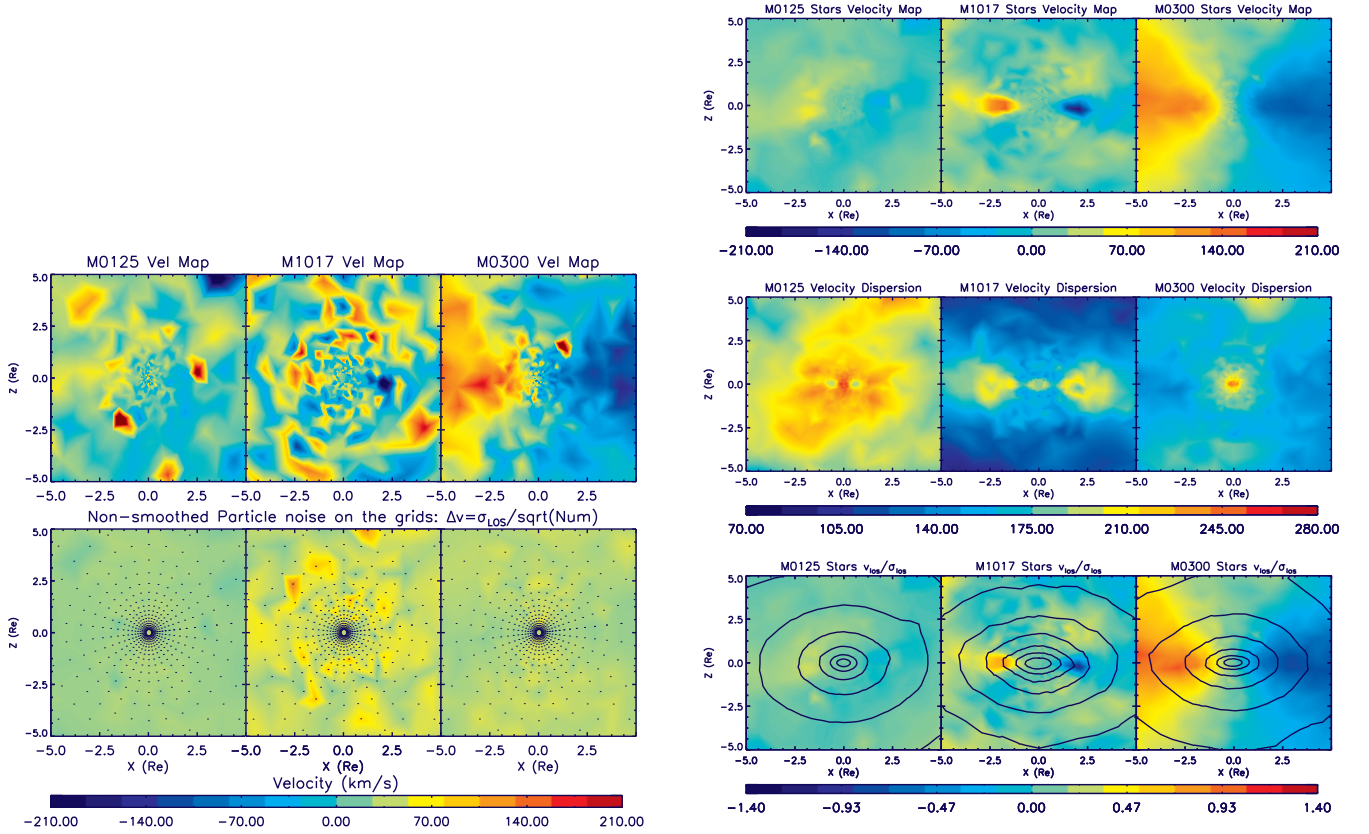 M0125 Vel Map M1017 Vel Map M0300 Vel Map
5.0
2.5
Z (Re) 0.0
−2.5
−5.0
−5.0 −2.5 0.0 2.5 −5.0 −2.5 0.0 2.5 −5.0 −2.5 0.0 2.5 5.0
Non−smoothed Particle noise on the grids: Δv=σLOS/sqrt(Num)
5.0
2.5
Z (Re) 0.0
−2.5
−5.0
−5.0 −2.5 0.0 2.5 −5.0 −2.5 0.0 2.5 −5.0 −2.5 0.0 2.5 5.0
X (Re) X (Re) X (Re)
Velocity (km/s)
−210.00 −140.00 −70.00 0.00 70.00 140.00 210.00
M0125 Stars Velocity Map M1017 Stars Velocity Map M0300 Stars Velocity Map
5.0
2.5
Z (Re) 0.0
−2.5
−5.0
−5.0 −2.5 0.0 2.5 −5.0 −2.5 0.0 2.5 −5.0 −2.5 0.0 2.5 5.0
X (Re) X (Re) X (Re)
−210.00 −140.00 −70.00 0.00 70.00 140.00 210.00
M0125 Velocity Dispersion M1017 Velocity Dispersion M0300 Velocity Dispersion
5.0
2.5
Z (Re) 0.0
−2.5
−5.0
−5.0 −2.5 0.0 2.5 −5.0 −2.5 0.0 2.5 −5.0 −2.5 0.0 2.5 5.0
X (Re) X (Re) X (Re)
70.00 105.00 140.00 175.00 210.00 245.00 280.00
M0125 Stars vlos/σlos M1017 Stars vlos/σlos M0300 Stars vlos/σlos
5.0
2.5
Z (Re) 0.0
−2.5
−5.0
−5.0 −2.5 0.0 2.5 −5.0 −2.5 0.0 2.5 −5.0 −2.5 0.0 2.5 5.0
X (Re) X (Re) X (Re)
−1.40 −0.93 −0.47 0.00 0.47 0.93 1.40